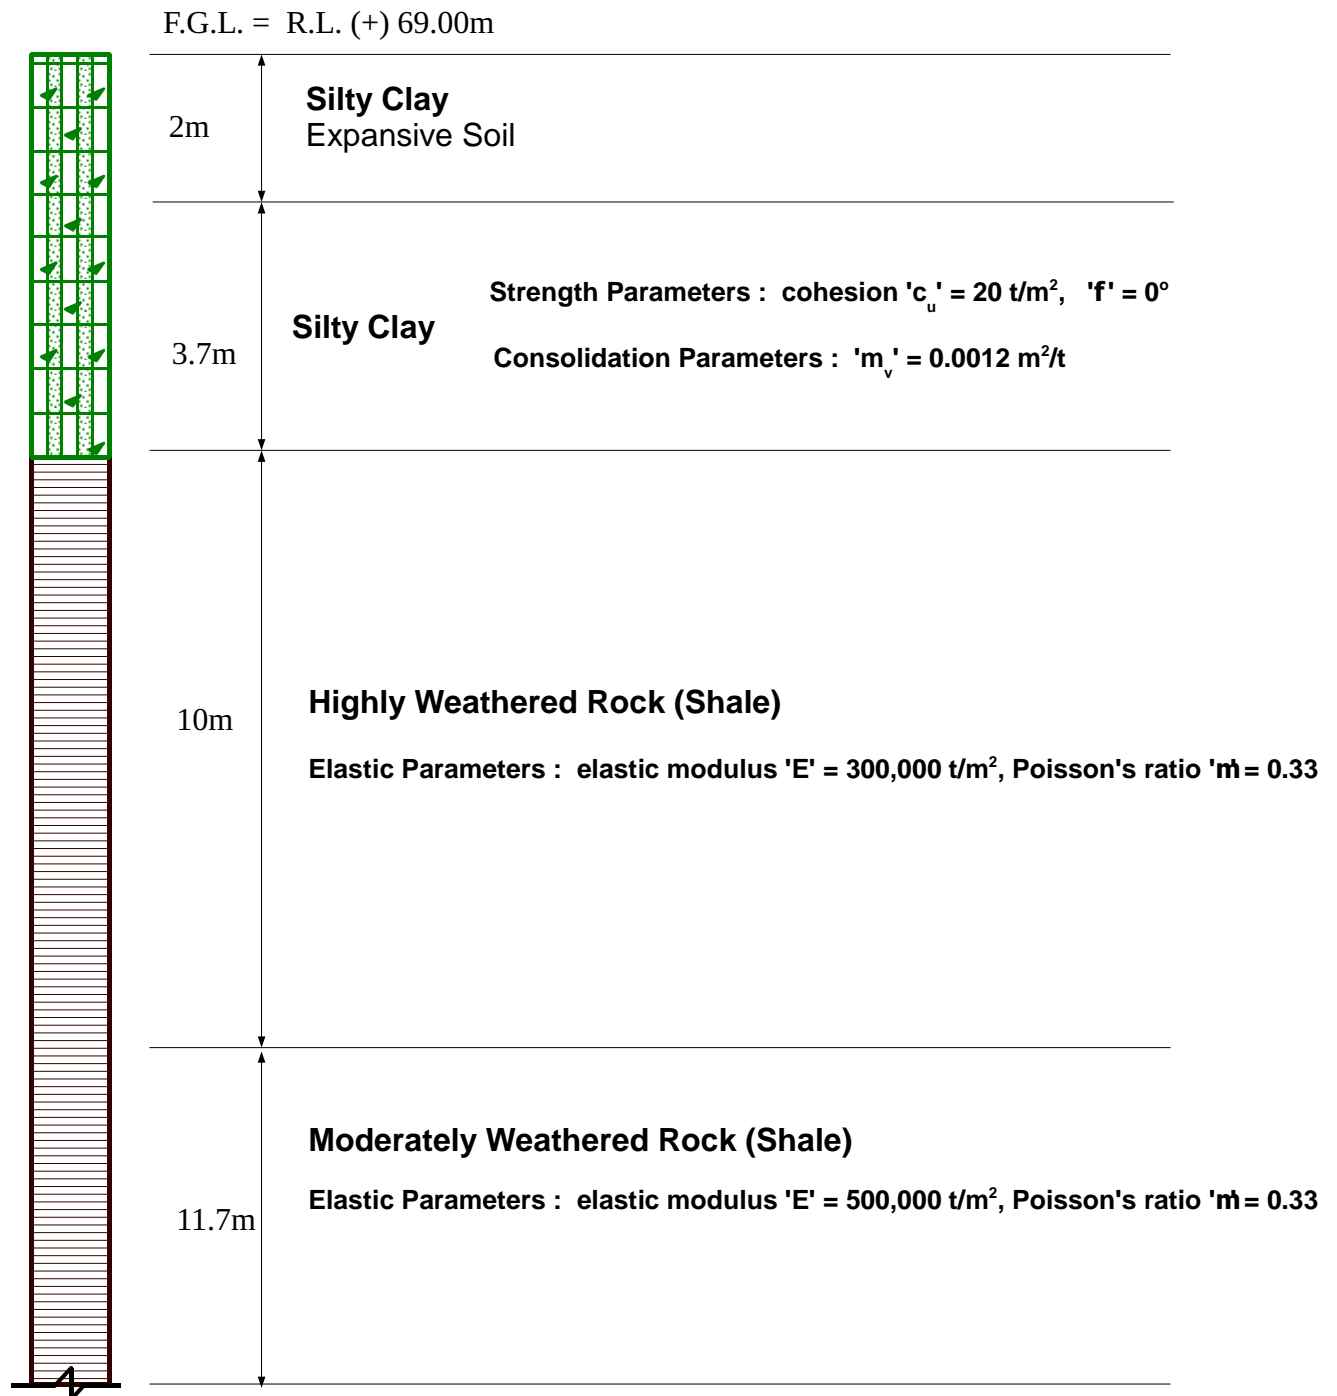 F.G.L. = R.L. (+) 69.00m
Silty Clay
2m
Expansive Soil
Strength Parameters : cohesion 'c_u' = 20 t/m², 'f' = 0°
Silty Clay
3.7m
Consolidation Parameters : 'm_v' = 0.0012 m²/t
Highly Weathered Rock (Shale)
10m
Elastic Parameters : elastic modulus 'E' = 300,000 t/m², Poisson's ratio 'm' = 0.33
Moderately Weathered Rock (Shale)
Elastic Parameters : elastic modulus 'E' = 500,000 t/m², Poisson's ratio 'm' = 0.33
11.7m